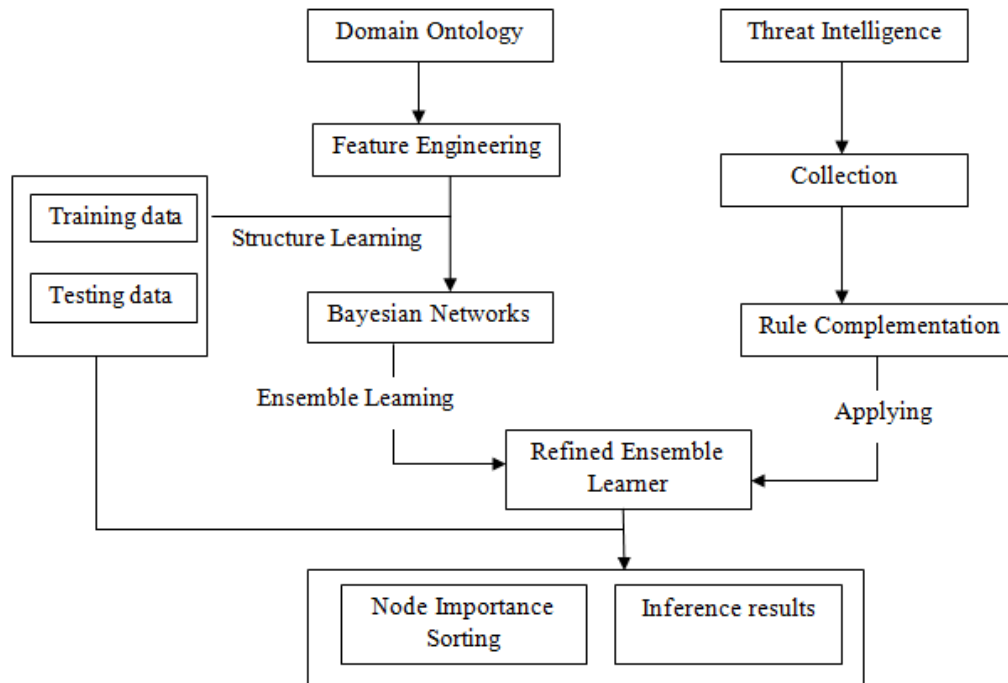 Domain Ontology
Threat Intelligence
Feature Engineering
Collection
Training data
Structure Learning
Testing data
Bayesian Networks
Rule Complementation
Ensemble Learning
Applying
Refined Ensemble
Learner
Node Importance
Sorting
Inference results